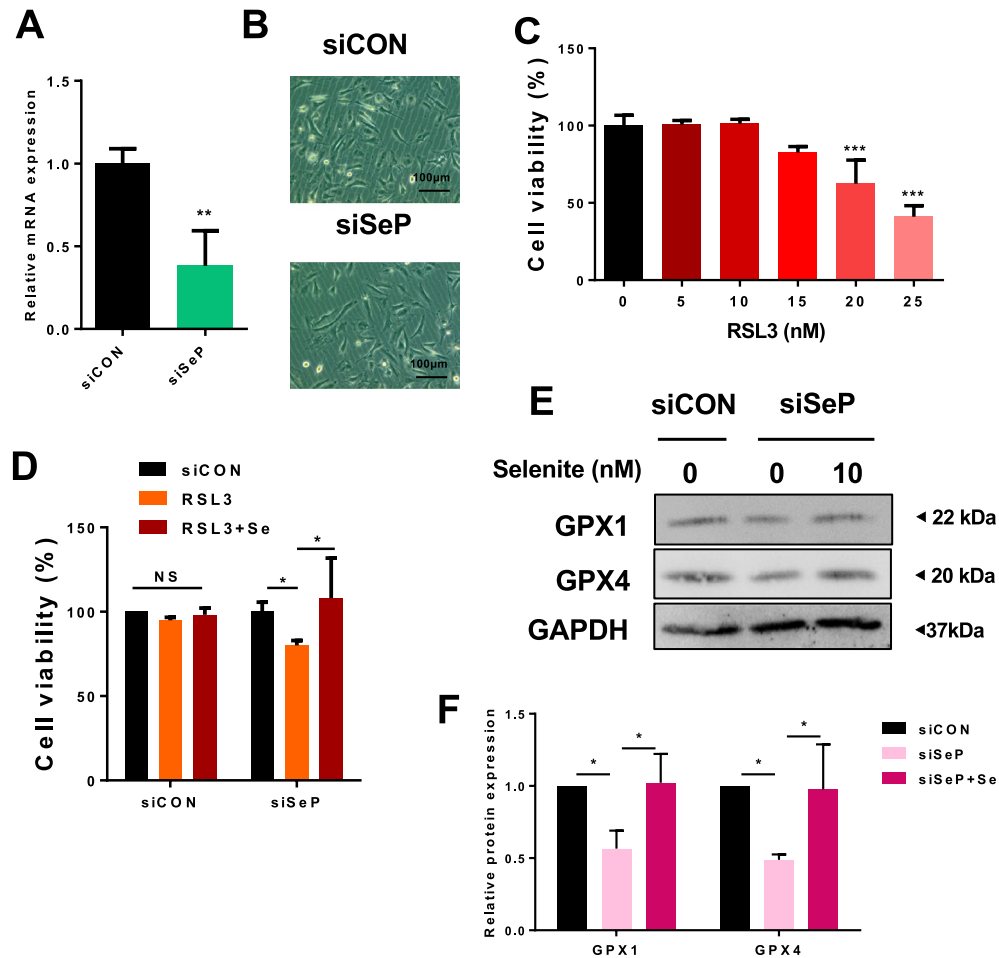 A
Relative mRNA expression
1.5
1.0
0.5
0.0
**
siCON
siSeP
B
siCON
100µm
siSeP
100µm
C
Cell viability (%)
150
100
50
0
***
***
0 5 10 15 20 25
RSL3 (nM)
D
siCON
RSL3
RSL3+Se
Cell viability (%)
150
100
50
0
NS
*
*
siCON siSeP
E
siCON siSeP
Selenite (nM) 0 0 10
GPX1 ◄ 22 kDa
GPX4 ◄ 20 kDa
GAPDH ◄37kDa
F
Relative protein expression
1.5
1.0
0.5
0.0
*
*
*
*
GPX1 GPX4
siCON
siSeP
siSeP+Se